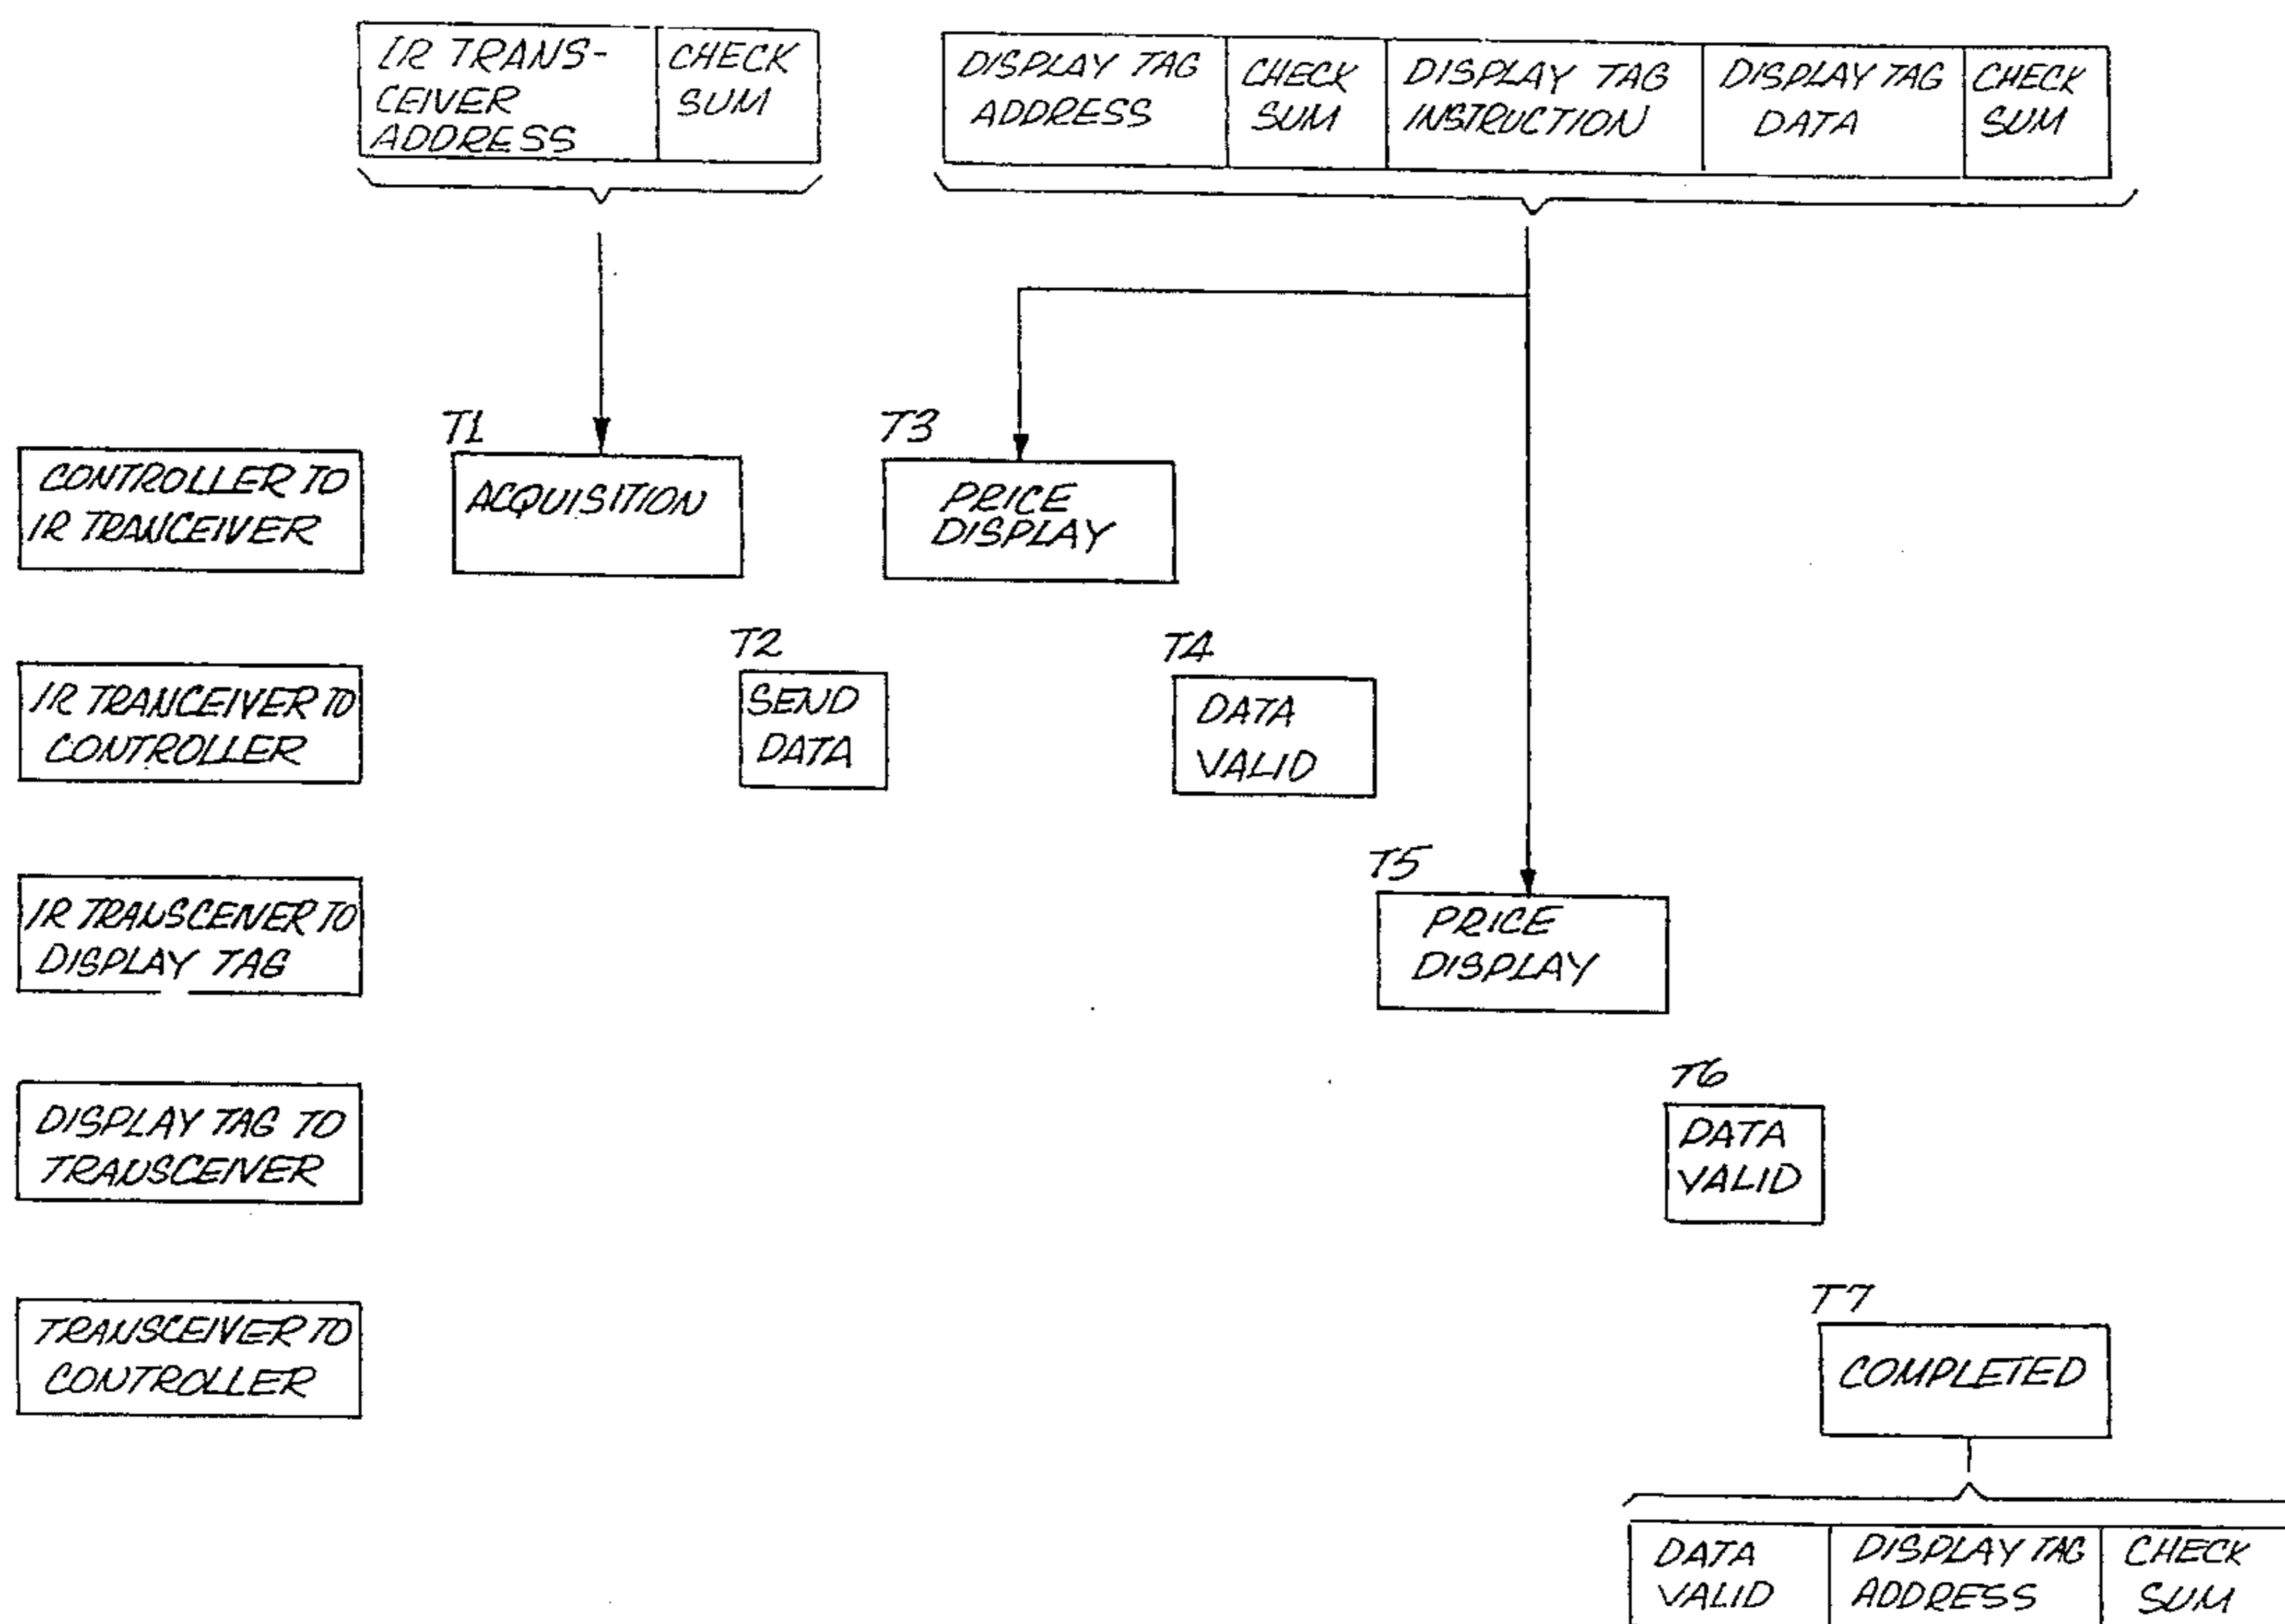 IR TRANS-
CEIVER
ADDRESS
CHECK
SUM
DISPLAY TAG
ADDRESS
CHECK
SUM
DISPLAY TAG
INSTRUCTION
DISPLAY TAG
DATA
CHECK
SUM
T1
T3
CONTROLLER TO
IR TRANCEIVER
ACQUISITION
PRICE
DISPLAY
T2
T4
IR TRANCEIVER TO
CONTROLLER
SEND
DATA
DATA
VALID
T5
IR TRANSCEIVER TO
DISPLAY TAG
PRICE
DISPLAY
T6
DISPLAY TAG TO
TRANSCEIVER
DATA
VALID
T7
TRANSCEIVER TO
CONTROLLER
COMPLETED
DATA
VALID
DISPLAY TAG
ADDRESS
CHECK
SUM